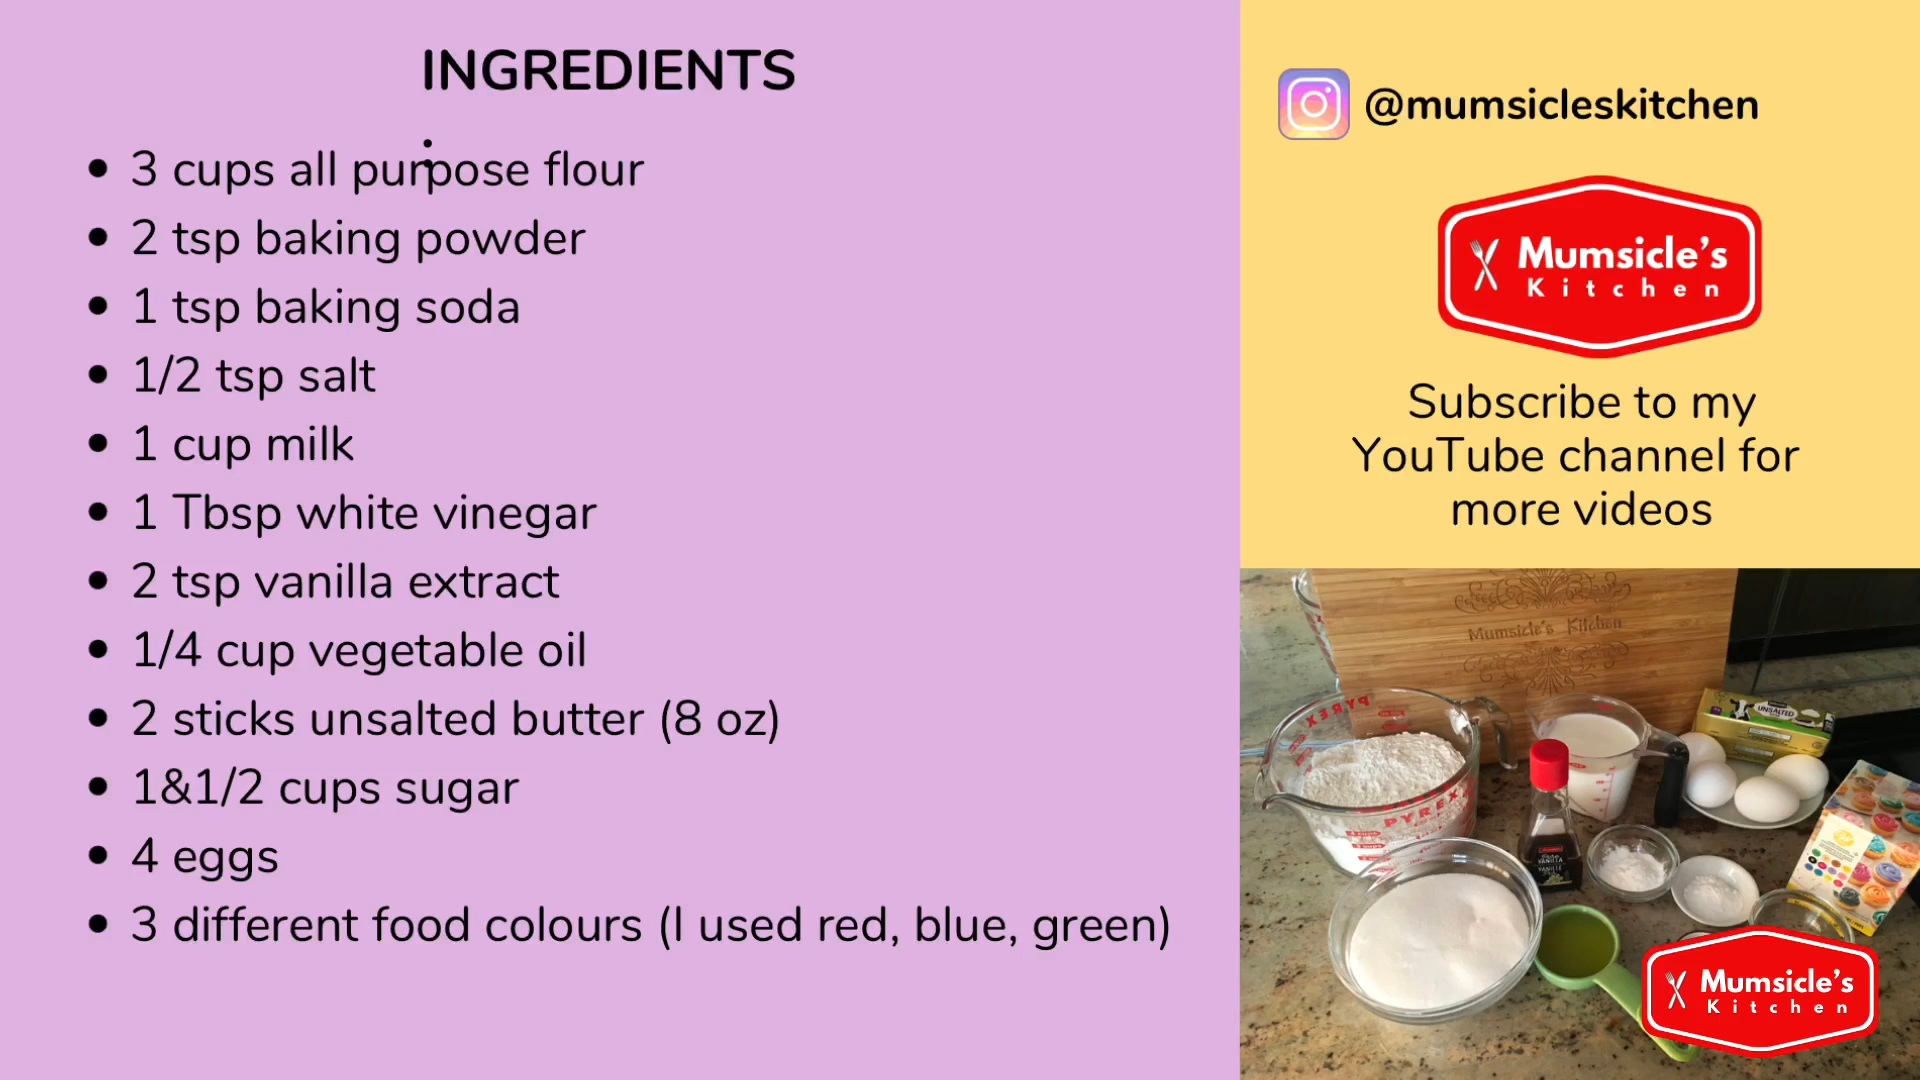 INGREDIENTS
:
• 3 cups all purpose flour
• 2 tsp baking powder
• 1 tsp baking soda
• 1/2 tsp salt
• 1 cup milk
• 1 Tbsp white vinegar
• 2 tsp vanilla extract
• 1/4 cup vegetable oil
• 2 sticks unsalted butter (8 oz)
• 1&1/2 cups sugar
• 4 eggs
• 3 different food colours (I used red, blue, green)
@mumsicleskitchen
Mumsicle's
Kitchen
Subscribe to my
YouTube channel for
more videos
Mumsicle's Kitchen
PYREX
UNSALTED
PYREX
VANILLA
Mumsicle's
Kitchen